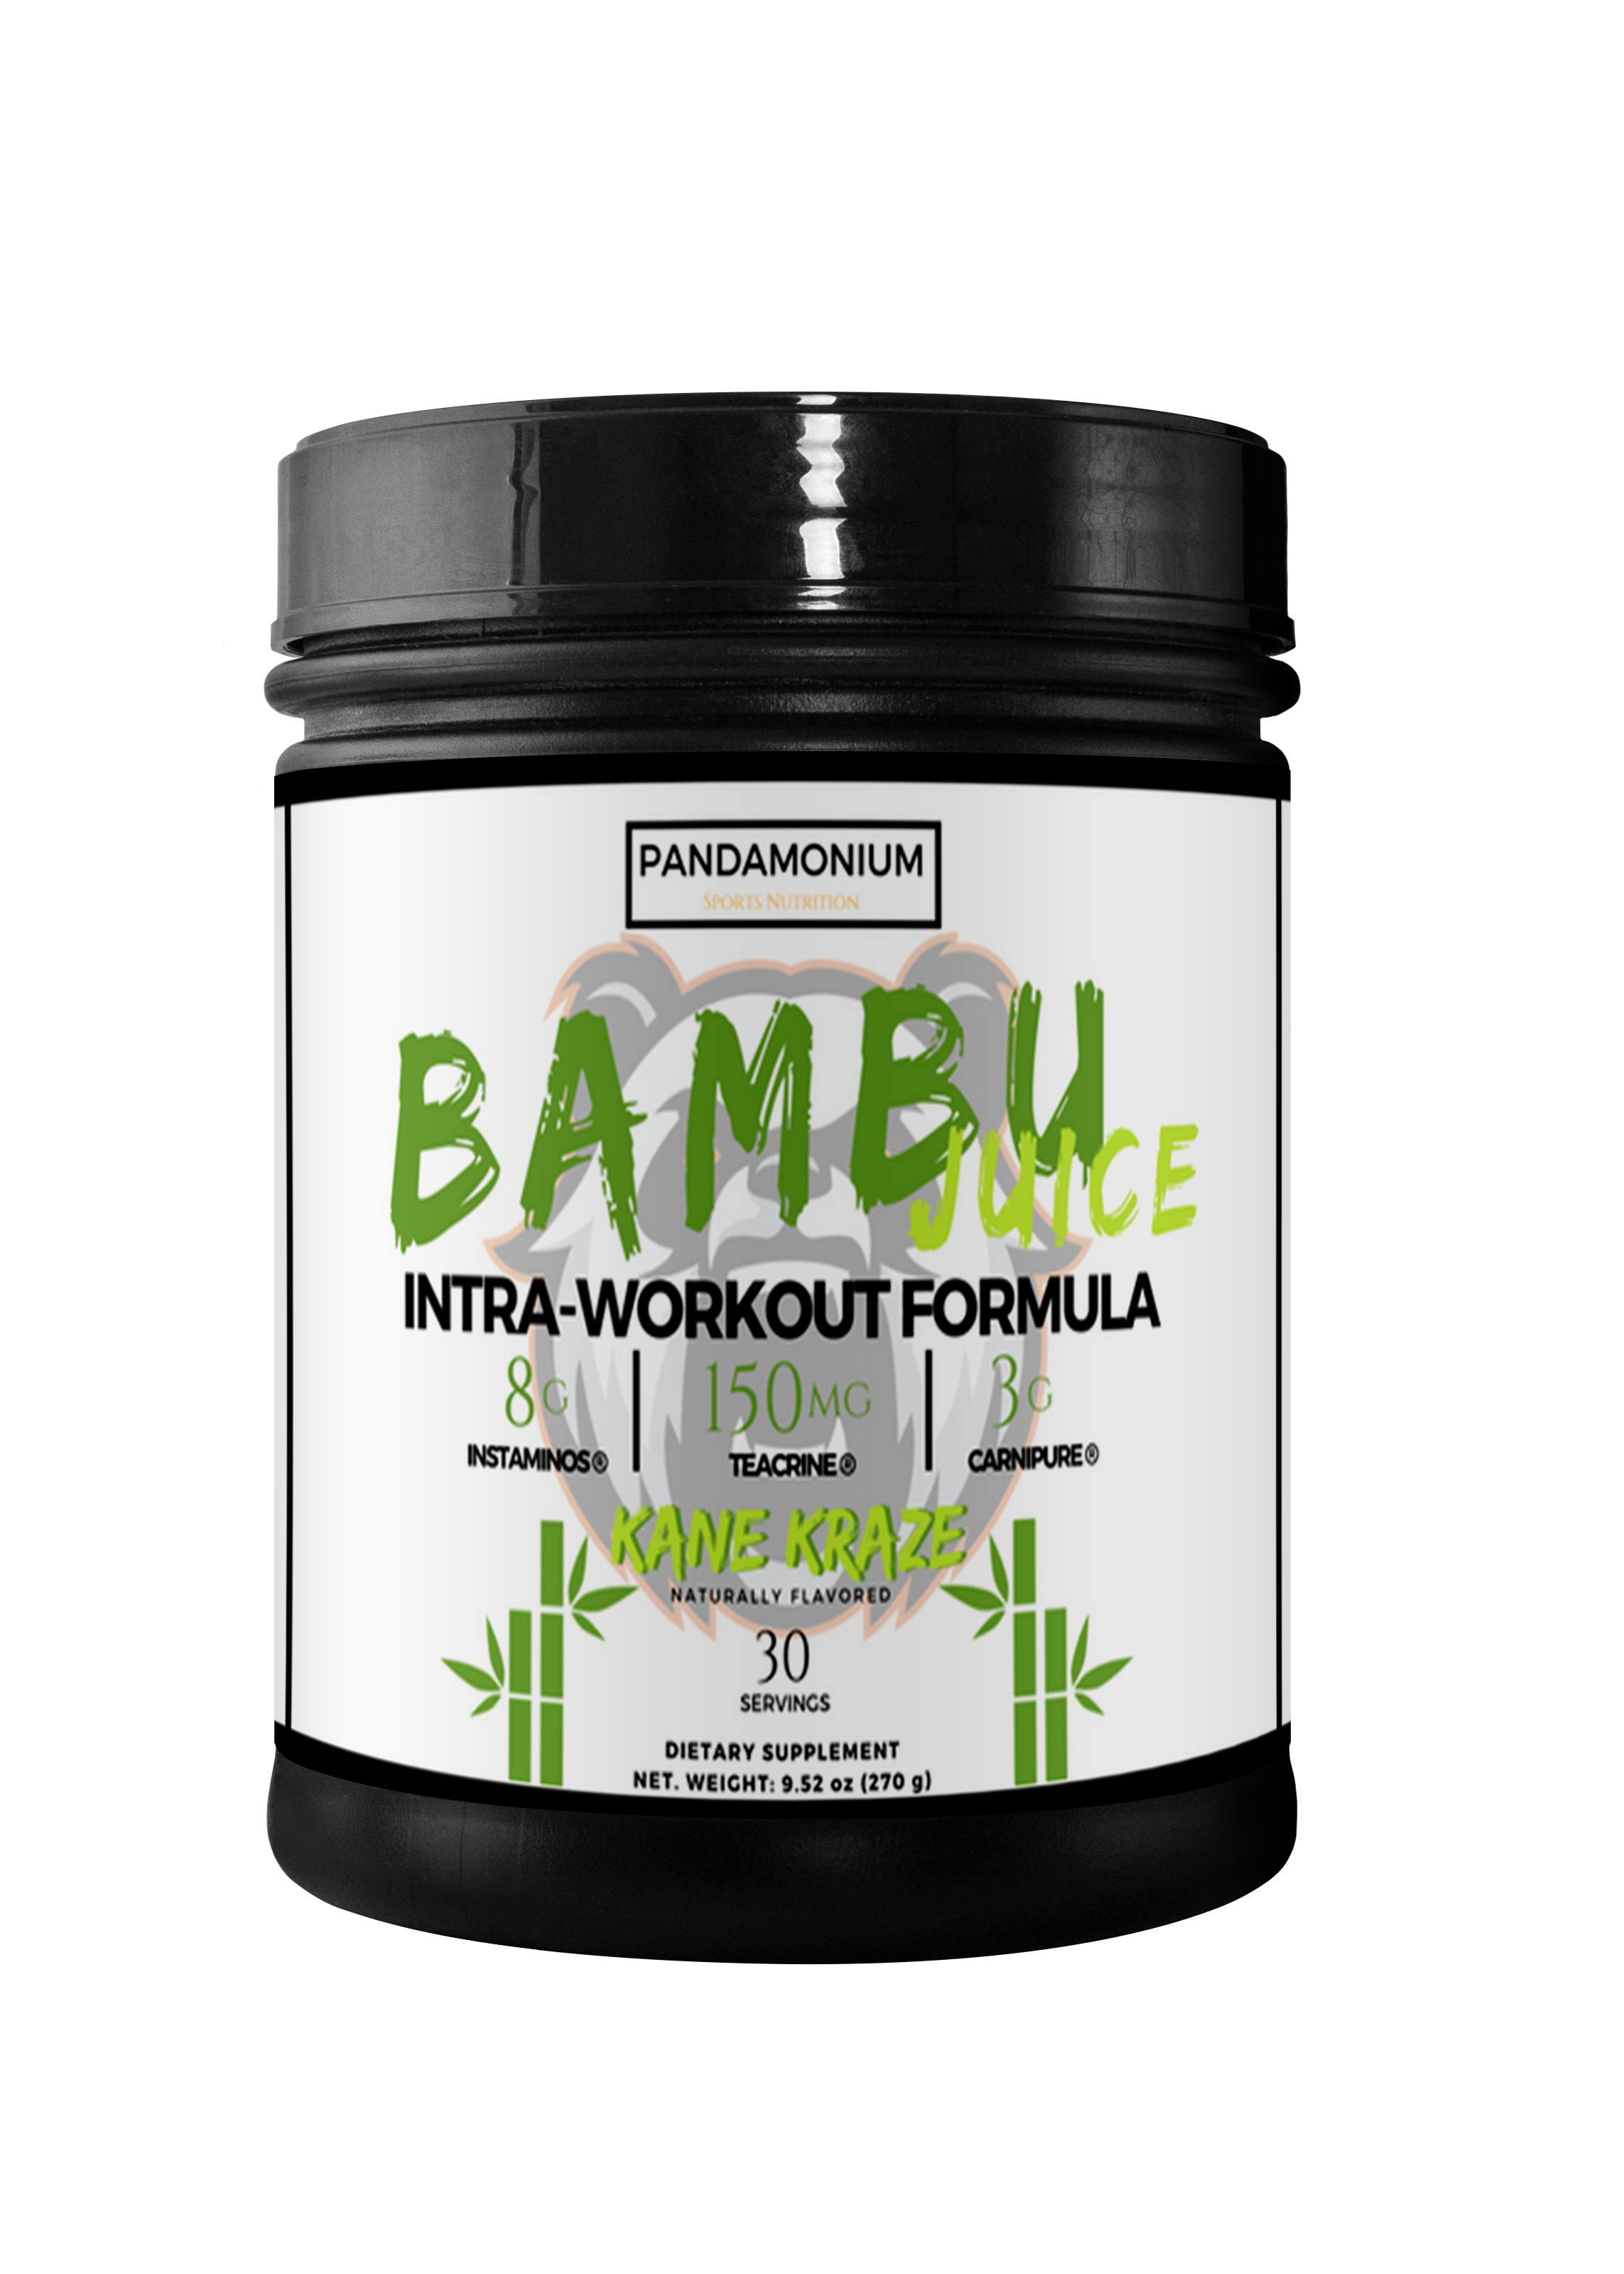 PANDAMONIUM
SPORTS NUTRITION
BAMBU
JUICE
INTRA-WORKOUT FORMULA
8G
INSTAMINOS®
150MG
TEACRINE®
3G
CARNIPURE®
KANE KRAZE
NATURALLY FLAVORED
30
SERVINGS
DIETARY SUPPLEMENT
NET. WEIGHT: 9.52 oz (270 g)